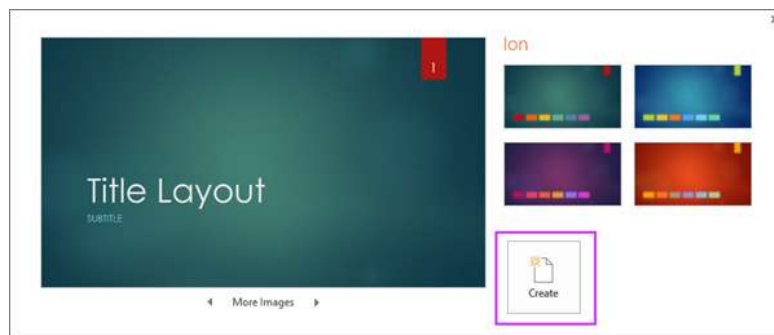 Ion
1
Title Layout
SUBTITLE
More Images
Create